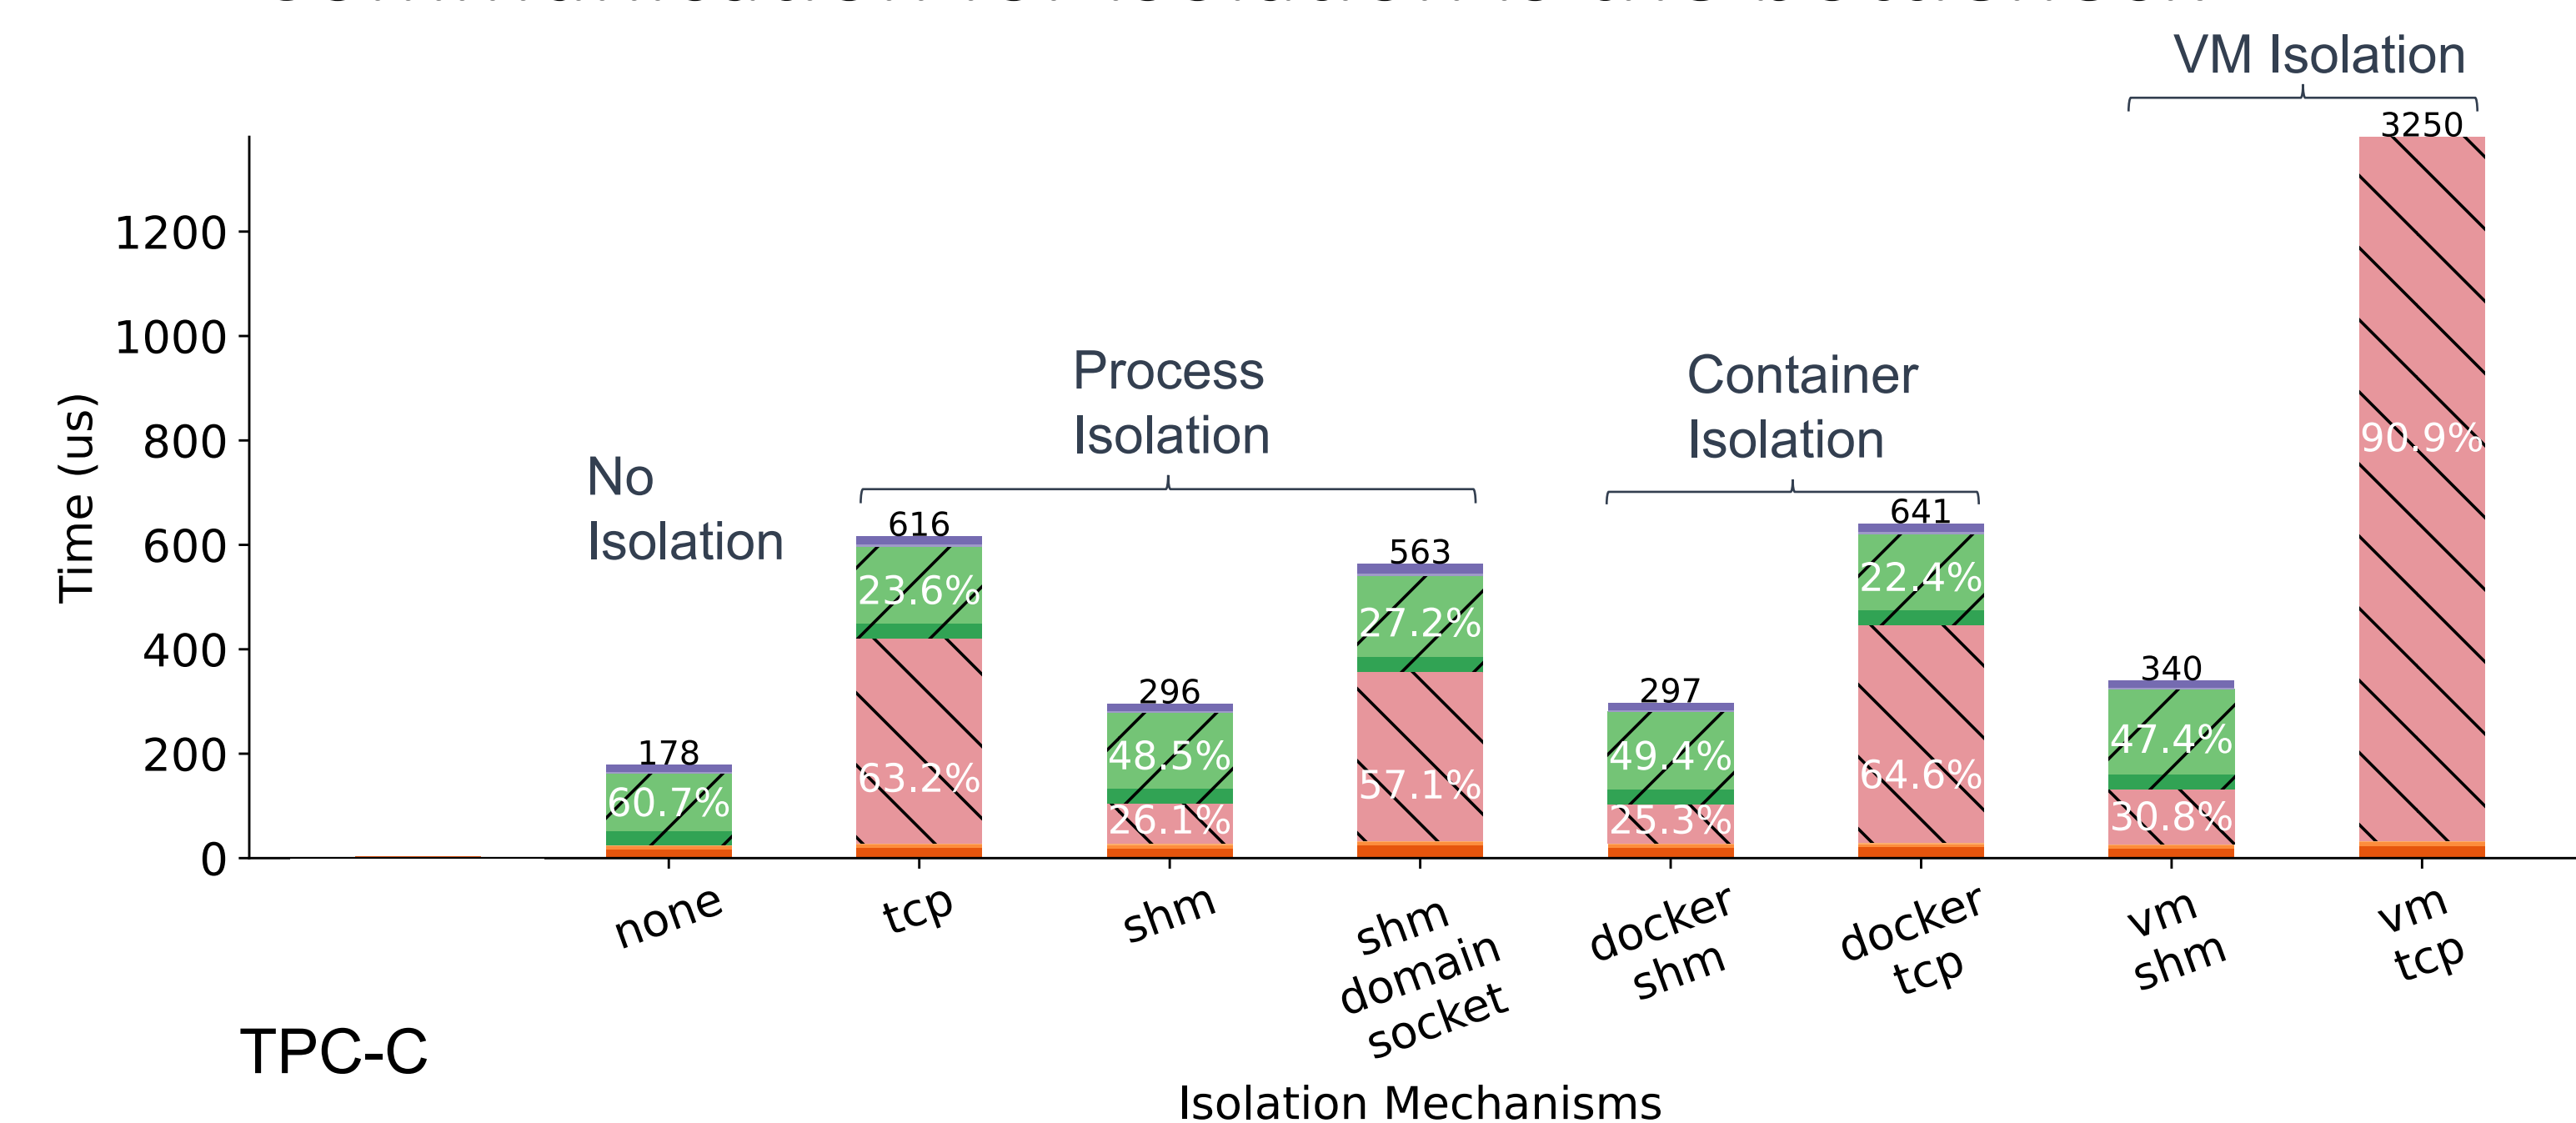 VM Isolation
3250
1200
1000
Process
Isolation
Container
Isolation
800
90.9%
No
Isolation
Time (us)
616
641
600
563
23.6%
22.4%
27.2%
400
340
296
297
200
178
48.5%
49.4%
47.4%
60.7%
63.2%
57.1%
64.6%
26.1%
25.3%
30.8%
0
none
tcp
shm
shm
domain
socket
docker
shm
docker
tcp
vm
shm
vm
tcp
TPC-C
Isolation Mechanisms